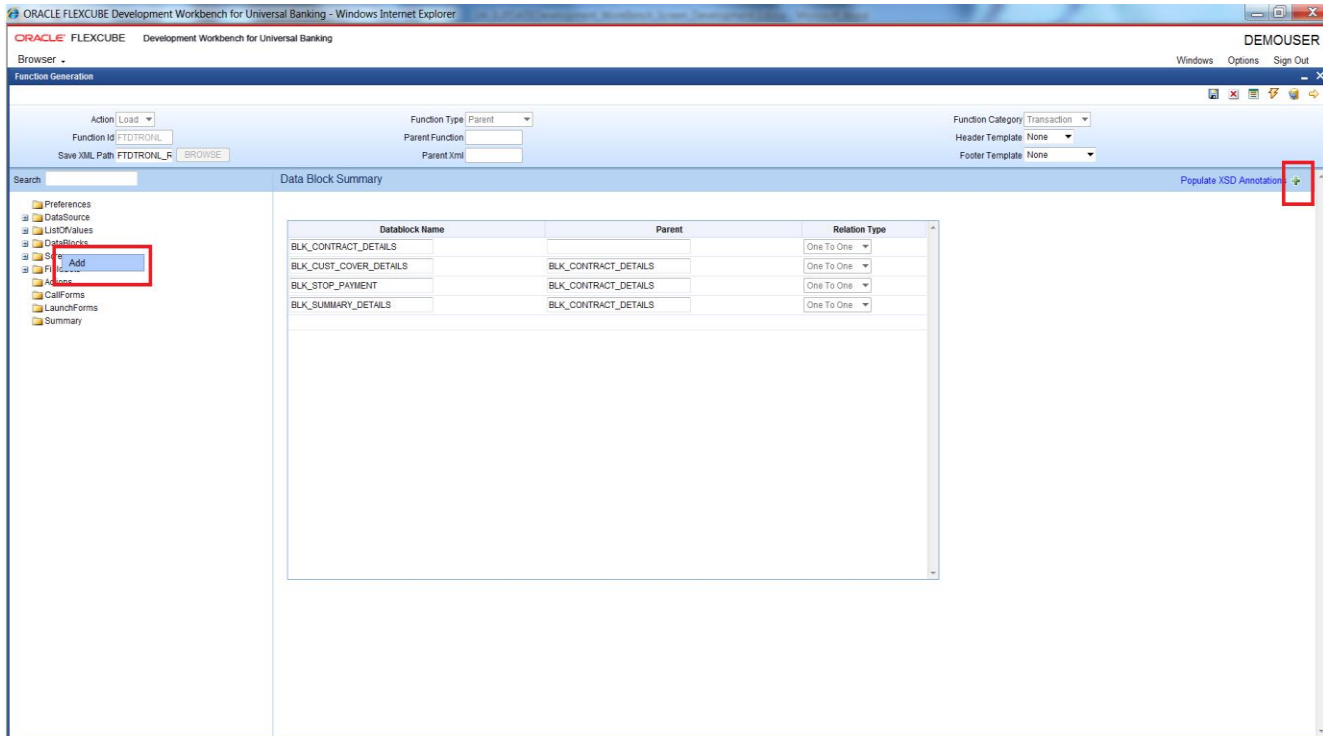 ORACLE FLEXCUBE Development Workbench for Universal Banking - Windows Internet Explorer
ORACLE FLEXCUBE Development Workbench for Universal Banking DEMOUSER
Browser Windows Options Sign Out
Function Generation
Action Load Function Type Parent Function Category Transaction
Function Id FTDTRONL Parent Function Header Template None
Save XML Path FTDTRONL_R BROWSE Parent Xml Footer Template None
Search Data Block Summary Populate XSD Annotations
Preferences
DataSource
ListOfValues
DataBlocks
Add
Actions
CallForms
LaunchForms
Summary
Datablock Name Parent Relation Type
BLK_CONTRACT_DETAILS One To One
BLK_CUST_COVER_DETAILS BLK_CONTRACT_DETAILS One To One
BLK_STOP_PAYMENT BLK_CONTRACT_DETAILS One To One
BLK_SUMMARY_DETAILS BLK_CONTRACT_DETAILS One To One